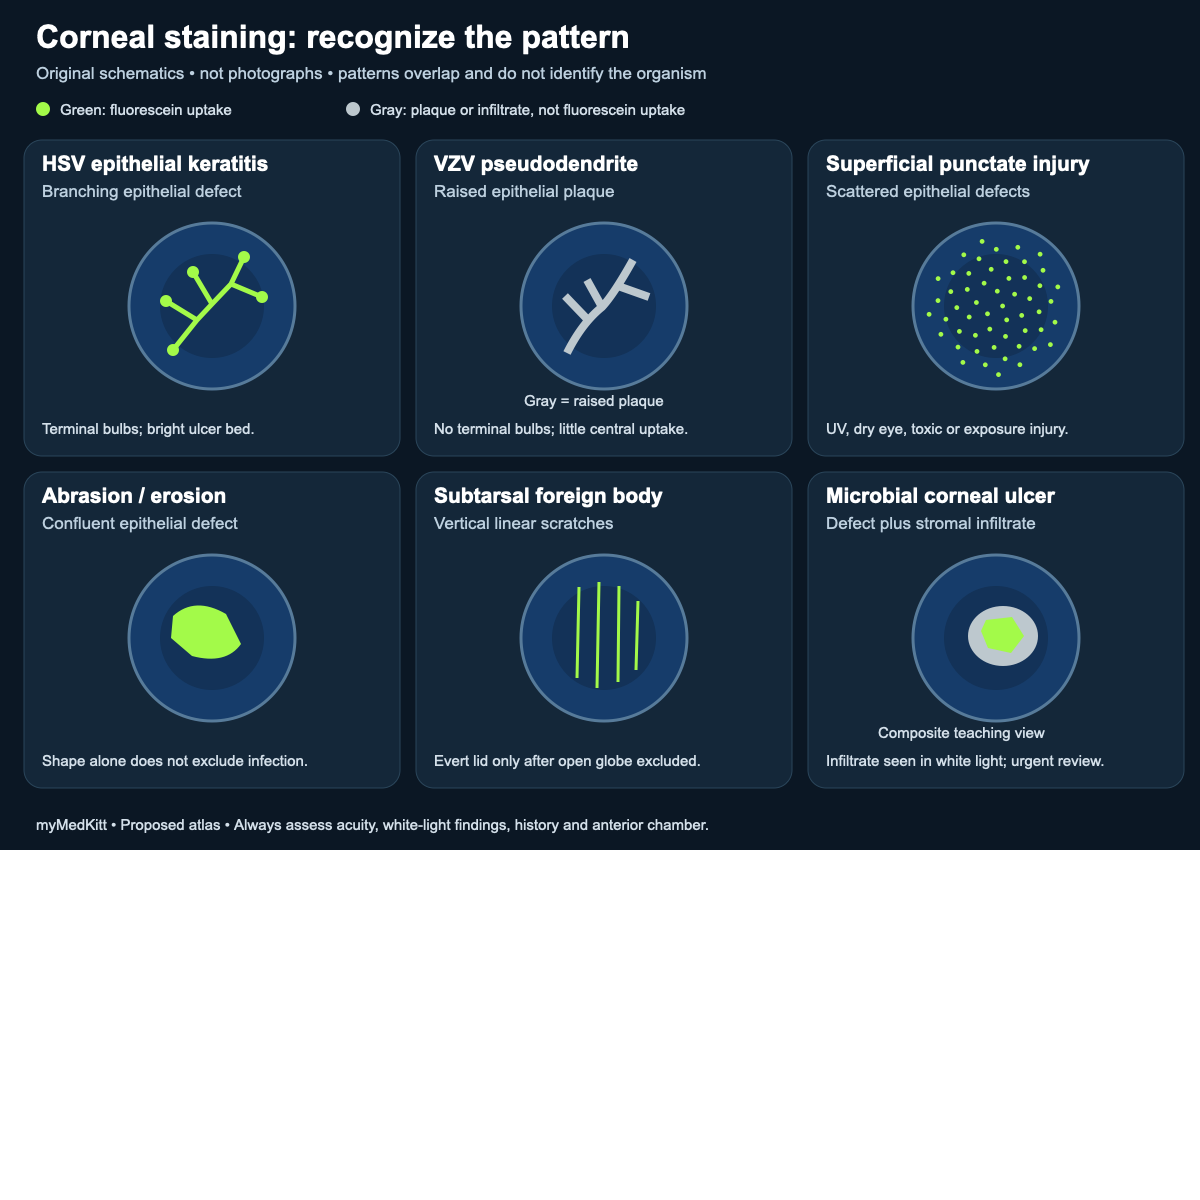 Corneal staining: recognize the pattern
Original schematics • not photographs • patterns overlap and do not identify the organism
Green: fluorescein uptake
Gray: plaque or infiltrate, not fluorescein uptake
HSV epithelial keratitis
Branching epithelial defect
Terminal bulbs; bright ulcer bed.
VZV pseudodendrite
Raised epithelial plaque
Gray = raised plaque
No terminal bulbs; little central uptake.
Superficial punctate injury
Scattered epithelial defects
UV, dry eye, toxic or exposure injury.
Abrasion / erosion
Confluent epithelial defect
Shape alone does not exclude infection.
Subtarsal foreign body
Vertical linear scratches
Evert lid only after open globe excluded.
Microbial corneal ulcer
Defect plus stromal infiltrate
Composite teaching view
Infiltrate seen in white light; urgent review.
myMedKitt • Proposed atlas • Always assess acuity, white-light findings, history and anterior chamber.